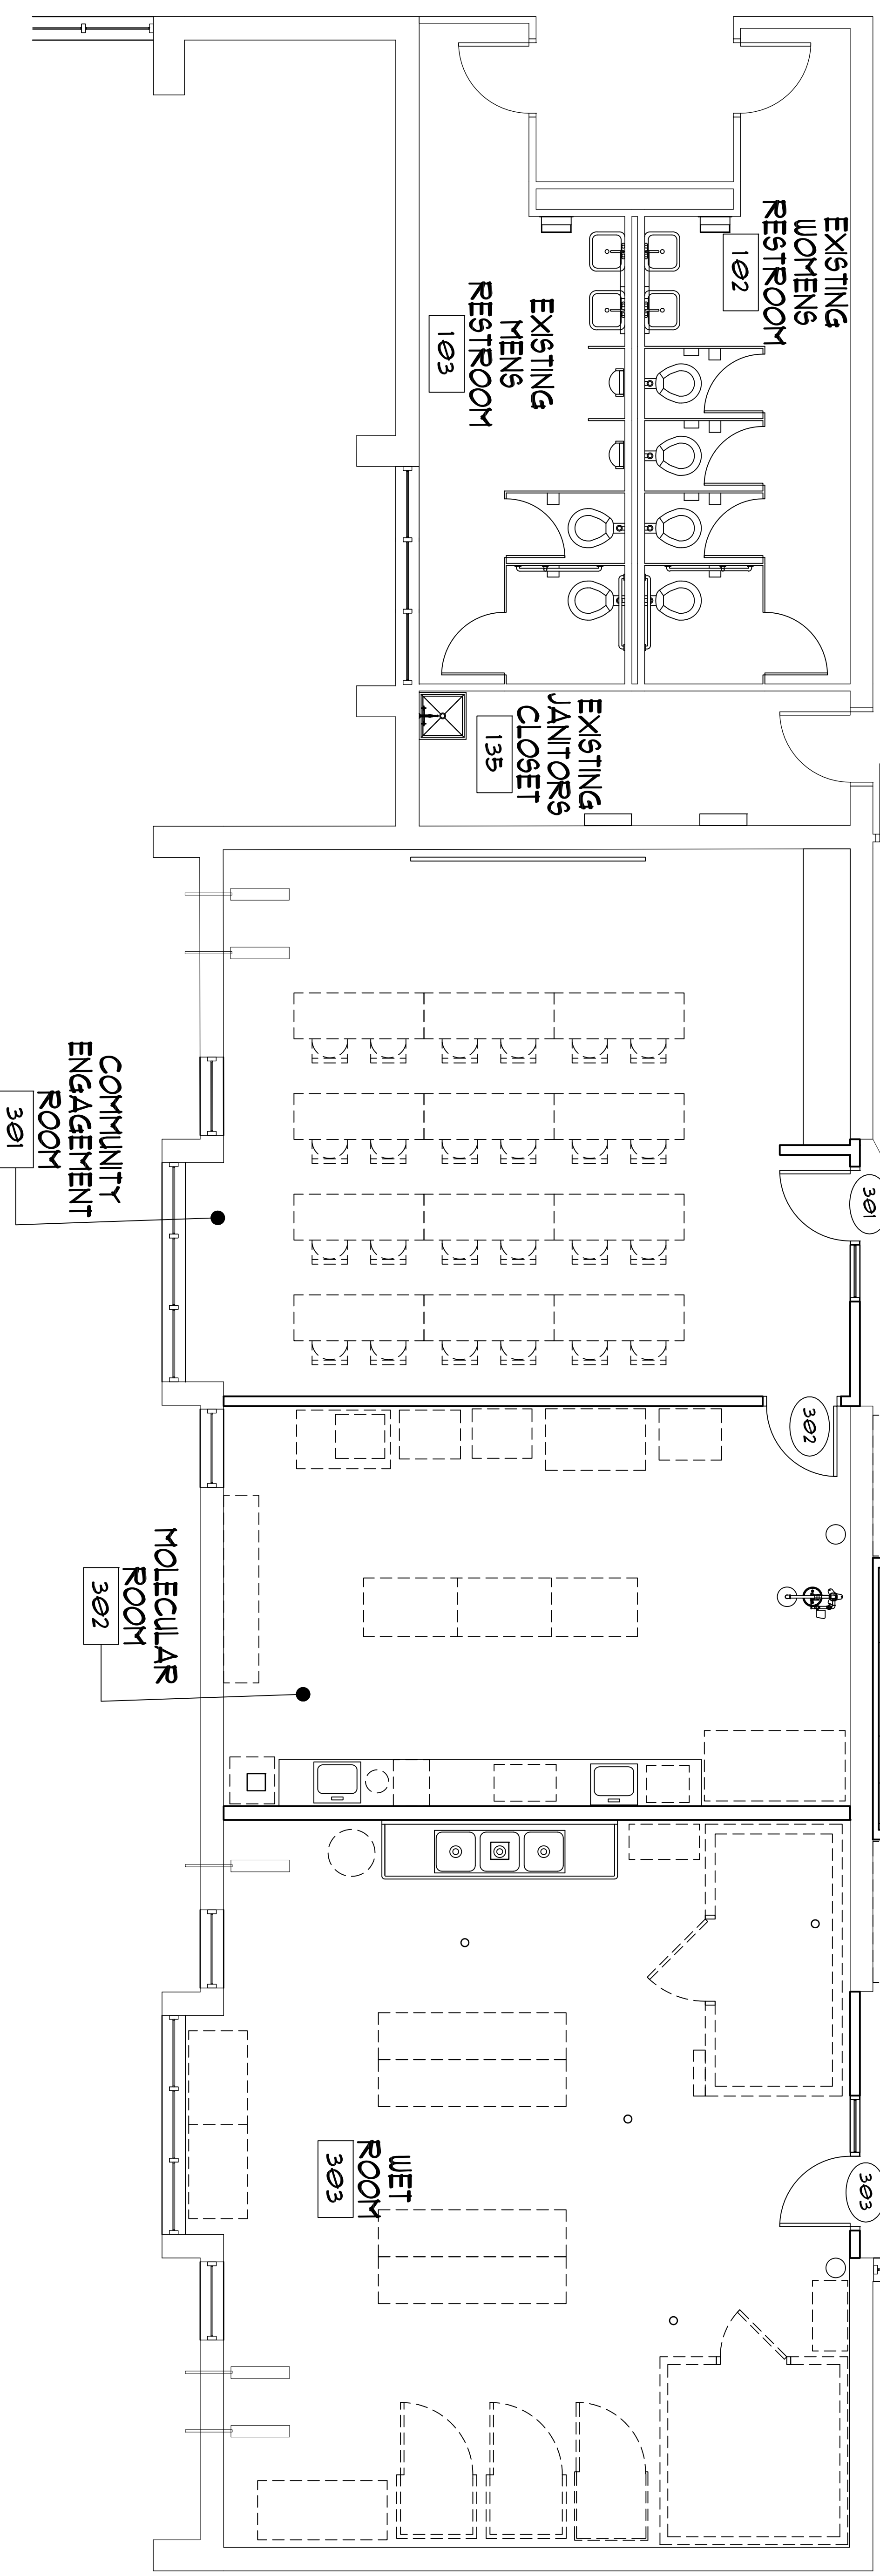 EXISTING
WOMENS
RESTROOM
102
EXISTING
MENS
RESTROOM
103
EXISTING
JANITORS
CLOSET
135
301
COMMUNITY
ENGAGEMENT
ROOM
301
302
MOLECULAR
ROOM
302
303
WET
ROOM
303